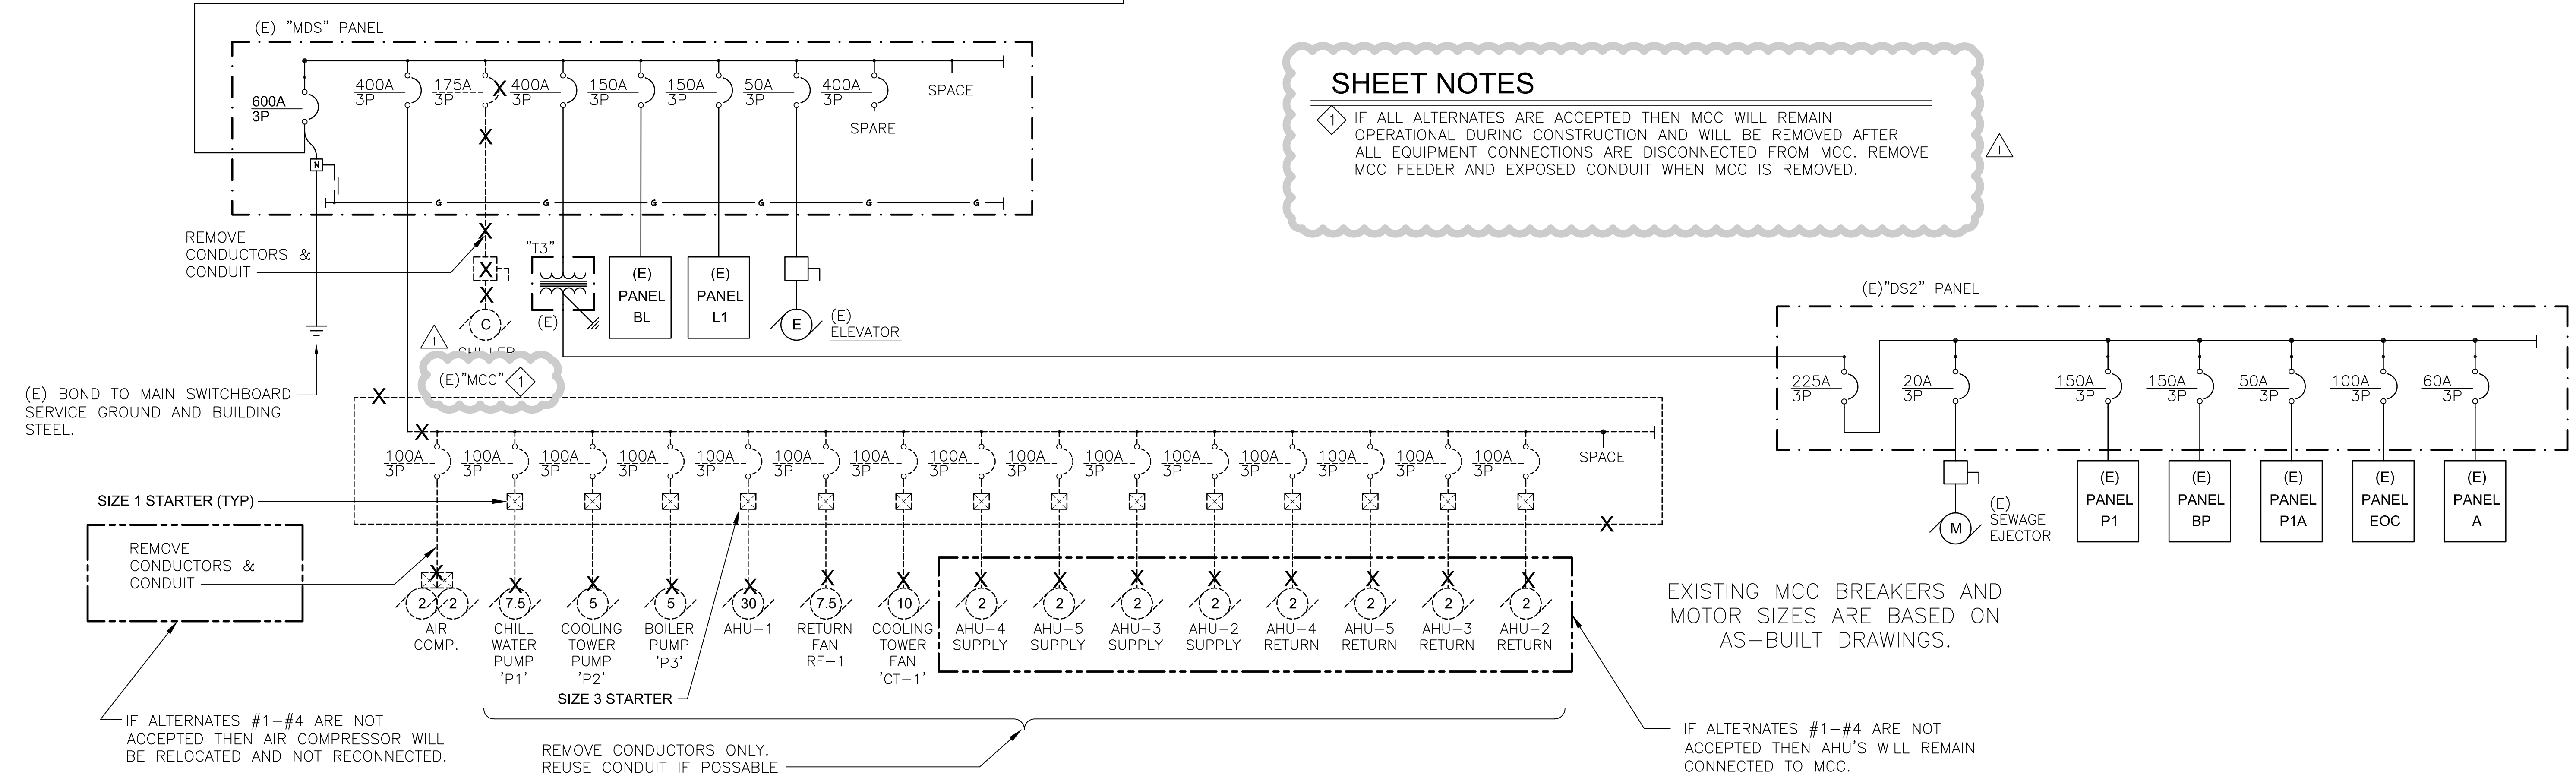 (E) "MDS" PANEL
600A
3P
400A
3P
175A
3P
400A
3P
150A
3P
150A
3P
50A
3P
400A
3P
SPARE
SPACE
N
G G G G G G
SHEET NOTES
1 IF ALL ALTERNATES ARE ACCEPTED THEN MCC WILL REMAIN
OPERATIONAL DURING CONSTRUCTION AND WILL BE REMOVED AFTER
ALL EQUIPMENT CONNECTIONS ARE DISCONNECTED FROM MCC. REMOVE
MCC FEEDER AND EXPOSED CONDUIT WHEN MCC IS REMOVED.
1
REMOVE
CONDUCTORS &
CONDUIT
C
CHILLER
"T3"
(E)
(E)
PANEL
BL
(E)
PANEL
L1
E
(E)
ELEVATOR
1
(E)"MCC" 1
(E) BOND TO MAIN SWITCHBOARD
SERVICE GROUND AND BUILDING
STEEL.
(E)"DS2" PANEL
225A
3P
20A
3P
150A
3P
150A
3P
50A
3P
100A
3P
60A
3P
M
(E)
SEWAGE
EJECTOR
(E)
PANEL
P1
(E)
PANEL
BP
(E)
PANEL
P1A
(E)
PANEL
EOC
(E)
PANEL
A
100A 100A 100A 100A 100A 100A 100A 100A 100A 100A 100A 100A 100A 100A 100A
3P 3P 3P 3P 3P 3P 3P 3P 3P 3P 3P 3P 3P 3P 3P
SPACE
SIZE 1 STARTER (TYP)
REMOVE
CONDUCTORS &
CONDUIT
2 2 7.5 5 5 30 7.5 10 2 2 2 2 2 2 2 2
AIR
COMP.
CHILL
WATER
PUMP
'P1'
COOLING
TOWER
PUMP
'P2'
BOILER
PUMP
'P3'
AHU-1
RETURN
FAN
RF-1
COOLING
TOWER
FAN
'CT-1'
AHU-4
SUPPLY
AHU-5
SUPPLY
AHU-3
SUPPLY
AHU-2
SUPPLY
AHU-4
RETURN
AHU-5
RETURN
AHU-3
RETURN
AHU-2
RETURN
SIZE 3 STARTER
EXISTING MCC BREAKERS AND
MOTOR SIZES ARE BASED ON
AS-BUILT DRAWINGS.
IF ALTERNATES #1-#4 ARE NOT
ACCEPTED THEN AIR COMPRESSOR WILL
BE RELOCATED AND NOT RECONNECTED.
REMOVE CONDUCTORS ONLY.
REUSE CONDUIT IF POSSABLE
IF ALTERNATES #1-#4 ARE NOT
ACCEPTED THEN AHU'S WILL REMAIN
CONNECTED TO MCC.